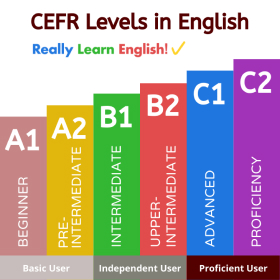 CEFR Levels in English
Really Learn English!
A1
A2
B1
B2
C1
C2
BEGINNER
PRE-
INTERMEDIATE
INTERMEDIATE
UPPER-
INTERMEDIATE
ADVANCED
PROFICIENCY
Basic User
Independent User
Proficient User